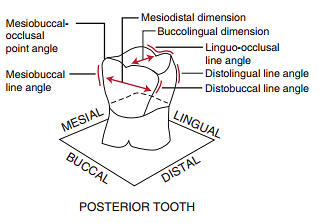 Mesiobuccal-
occlusal
point angle
Mesiobuccal
line angle
Mesiodistal dimension
Buccolingual dimension
Linguo-occlusal
line angle
Distolingual line angle
Distobuccal line angle
MESIAL
LINGUAL
BUCCAL
DISTAL
POSTERIOR TOOTH